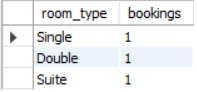 room_type bookings
Single 1
Double 1
Suite 1